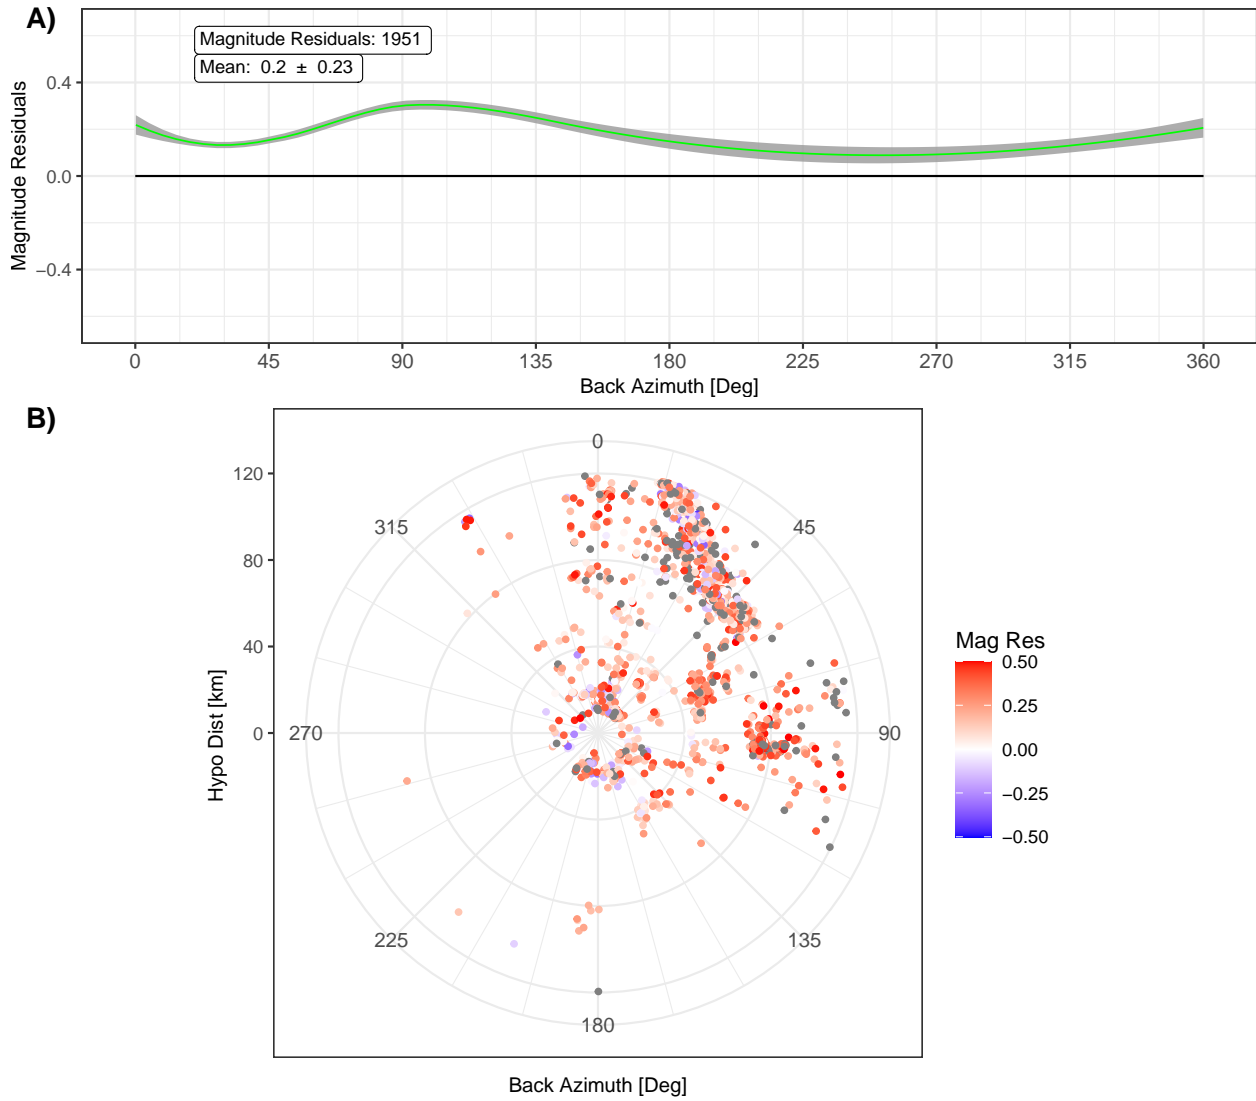 A)
Magnitude Residuals: 1951
Mean: 0.2 ± 0.23
Magnitude Residuals
0.4
0.0
−0.4
0 45 90 135 180 225 270 315 360
Back Azimuth [Deg]
B)
Hypo Dist [km]
120
80
40
0
0
45
90
135
180
225
270
315
Back Azimuth [Deg]
Mag Res
0.50
0.25
0.00
−0.25
−0.50